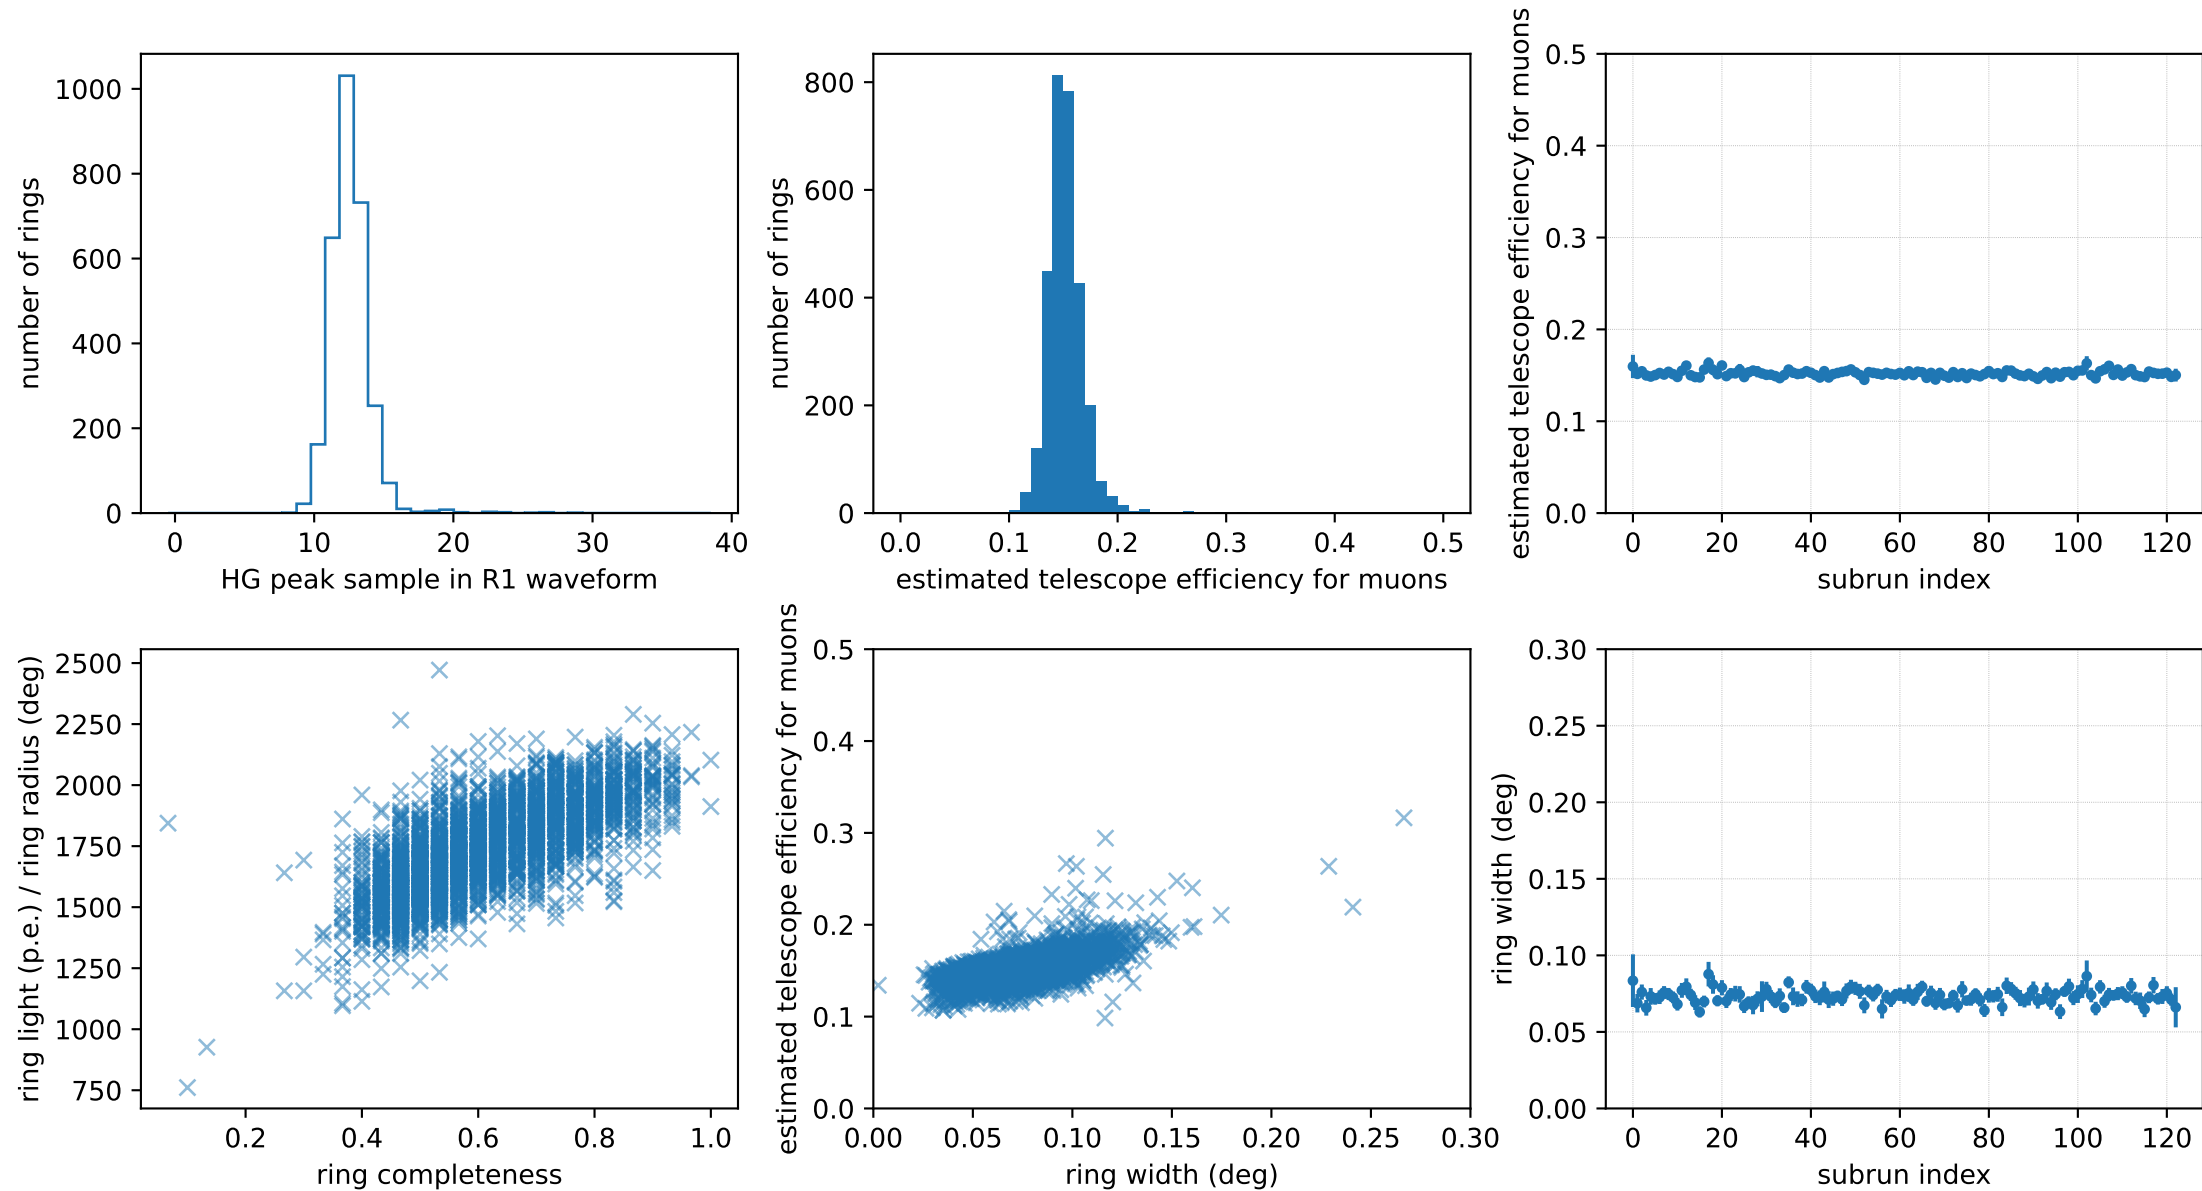 number of rings
1000
800
600
400
200
0
0 10 20 30 40
HG peak sample in R1 waveform
number of rings
800
600
400
200
0
0.0 0.1 0.2 0.3 0.4 0.5
estimated telescope efficiency for muons
estimated telescope efficiency for muons
0.5
0.4
0.3
0.2
0.1
0.0
0 20 40 60 80 100 120
subrun index
ring light (p.e.) / ring radius (deg)
2500
2250
2000
1750
1500
1250
1000
750
0.2 0.4 0.6 0.8 1.0
ring completeness
estimated telescope efficiency for muons
0.5
0.4
0.3
0.2
0.1
0.0
0.00 0.05 0.10 0.15 0.20 0.25 0.30
ring width (deg)
ring width (deg)
0.30
0.25
0.20
0.15
0.10
0.05
0.00
0 20 40 60 80 100 120
subrun index